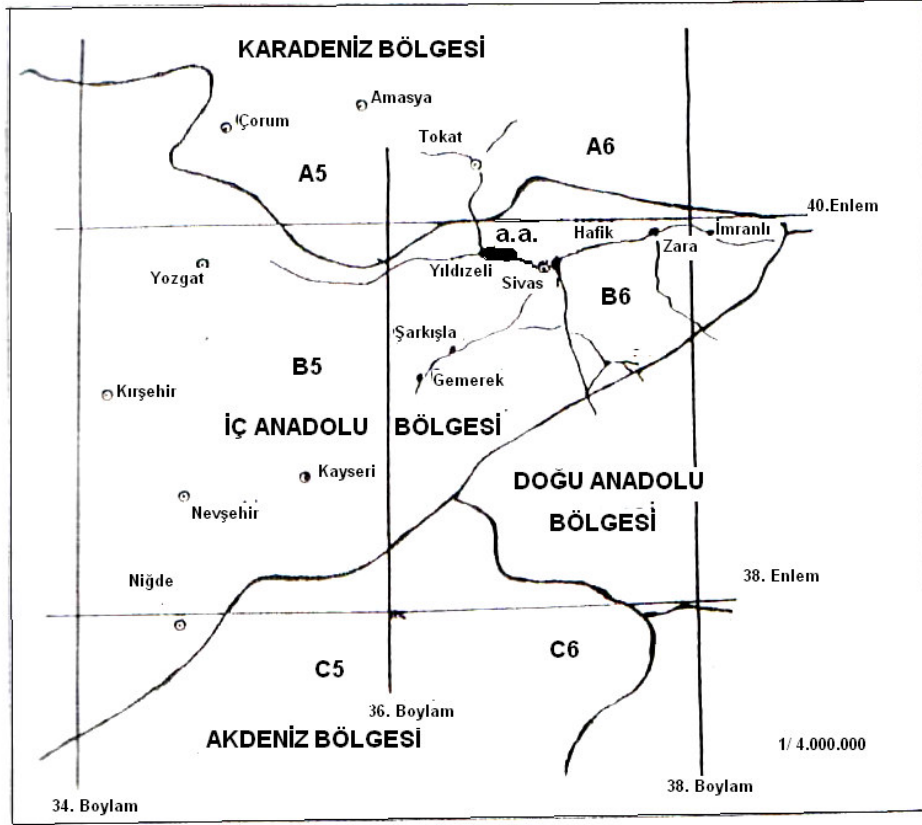 KARADENİZ BÖLGESİ
Amasya
Çorum
Tokat
A5
A6
40.Enlem
a.a.
Hafik
İmranlı
Zara
Yozgat
Yıldızeli
Sivas
B6
Şarkışla
B5
Gemerek
Kırşehir
İÇ ANADOLU BÖLGESİ
Kayseri
DOĞU ANADOLU
BÖLGESİ
Nevşehir
Niğde
38. Enlem
C5
C6
36. Boylam
AKDENİZ BÖLGESİ
1/ 4.000.000
38. Boylam
34. Boylam